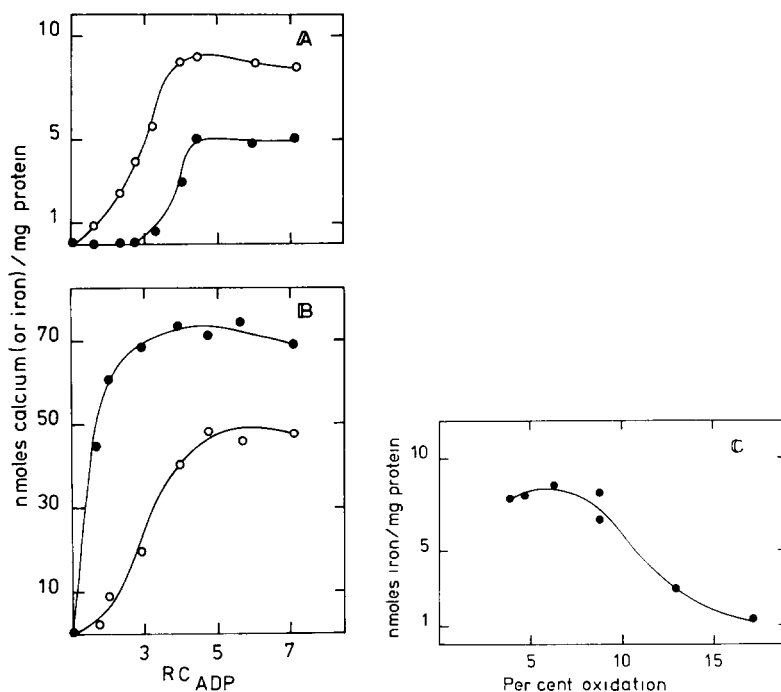 A
10
5
1
B
70
50
30
10
3
5
7
RC ADP
nmoles calcium (or iron) / mg protein
C
10
5
1
5
10
15
Per cent oxidation
nmoles iron/mg protein